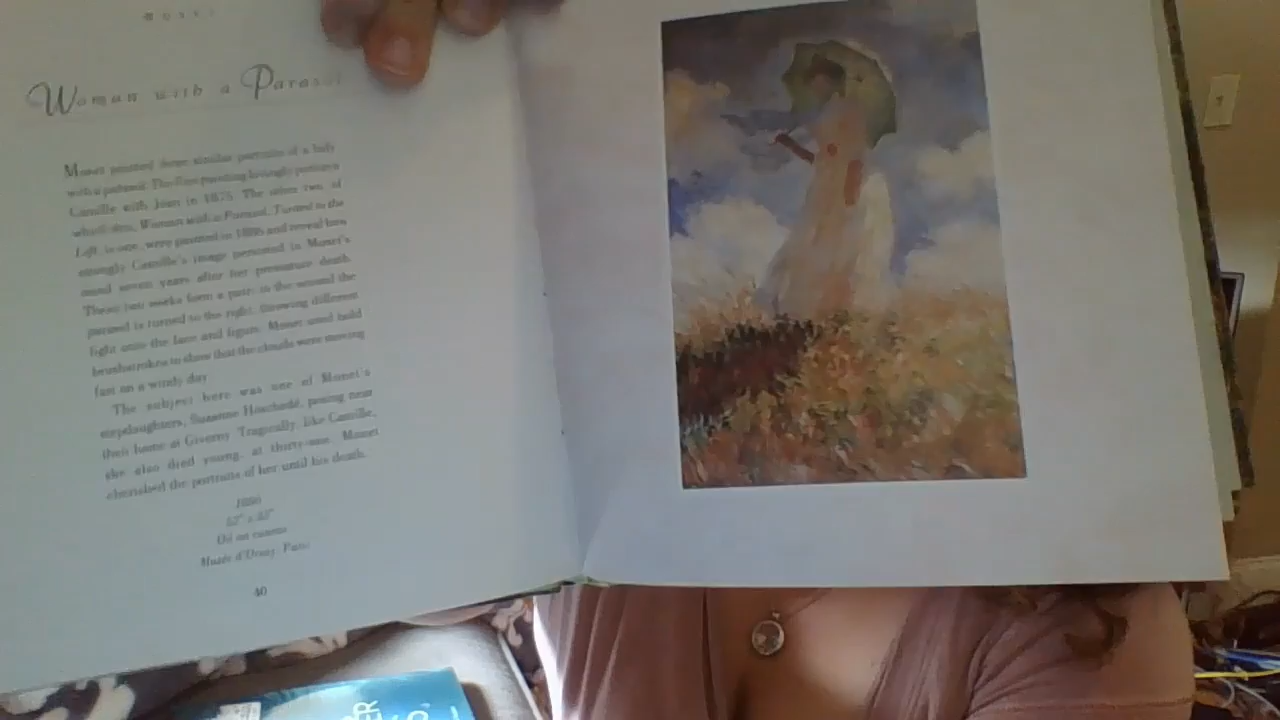 MONET
Woman with a Parasol
Monet painted three similar portraits of a lady
with a parasol. The first painting lovingly portrays
Camille with Jean in 1875. The other two, of
which this, Woman with a Parasol, Turned to the
Left, is one, were painted in 1886 and reveal how
strongly Camille's image persisted in Monet's
mind seven years after her premature death.
These two works form a pair; in the second the
parasol is turned to the right, throwing different
light onto the face and figure. Monet used bold
brushstrokes to show that the clouds were moving
fast on a windy day.
The subject here was one of Monet's
stepdaughters, Suzanne Hoschedé, posing near
their home at Giverny. Tragically, like Camille,
she also died young, at thirty-one. Monet
cherished the portraits of her until his death.
1886
Oil on canvas
Musée d'Orsay, Paris
40